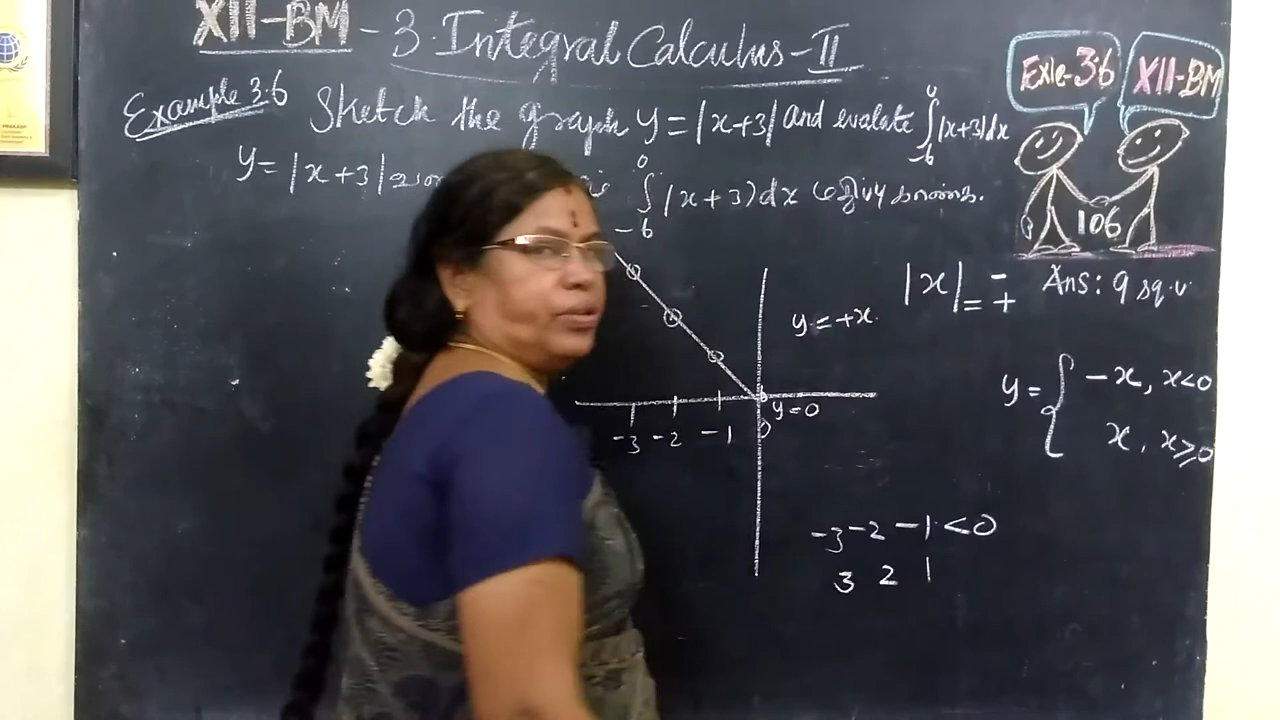 XII-BM - 3. Integral Calculus-II
Example 3.6 Sketch the graph y = |x+3| and evalate ∫₋₆⁰ |x+3| dx
y = |x+3|
∫₋₆⁰ (x+3) dx
Exle-3.6
XII-BM
106
|x| = - +
Ans: 9 sq.u.
y = +x.
y = { -x, x<0
x, x≥0
y=0
-3 -2 -1 0
-3 -2 -1 < 0
3 2 1
PRAKASH